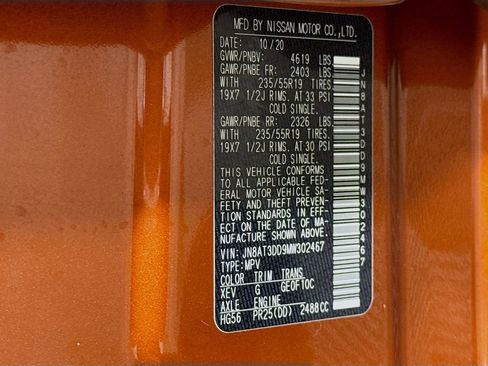 MFD BY NISSAN MOTOR CO.,LTD.
DATE: 10/20
GVWR/PNBV: 4619 LBS
GAWR/PNBE FR: 2403 LBS
WITH 235/55R19 TIRES
19X7 1/2J RIMS. AT 33 PSI
COLD SINGLE.
GAWR/PNBE RR: 2326 LBS
WITH 235/55R19 TIRES.
19X7 1/2J RIMS. AT 30 PSI
COLD SINGLE.
THIS VEHICLE CONFORMS
TO ALL APPLICABLE FED-
ERAL MOTOR VEHICLE SA-
FETY AND THEFT PREVEN-
TION STANDARDS IN EFF-
ECT ON THE DATE OF MA-
NUFACTURE SHOWN ABOVE.
VIN: JN8AT3DD9MW302467
TYPE: MPV
COLOR TRIM TRANS
XEV G GE0F10C
AXLE ENGINE
HG56 PR25(DD) 2488CC
JN8AT3DD9MW302467